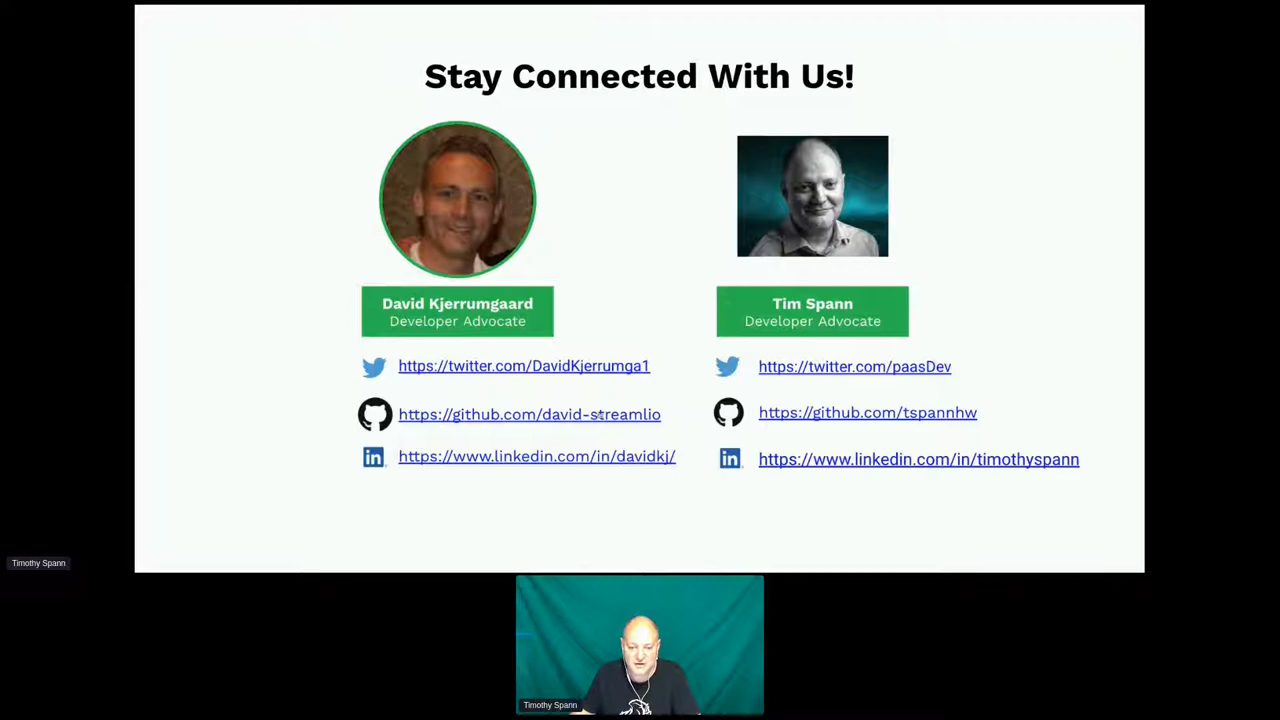 Stay Connected With Us!
David Kjerrumgaard
Developer Advocate
https://twitter.com/DavidKjerrumga1
https://github.com/david-streamlio
https://www.linkedin.com/in/davidkj/
Tim Spann
Developer Advocate
https://twitter.com/paasDev
https://github.com/tspannhw
https://www.linkedin.com/in/timothyspann
Timothy Spann
Timothy Spann